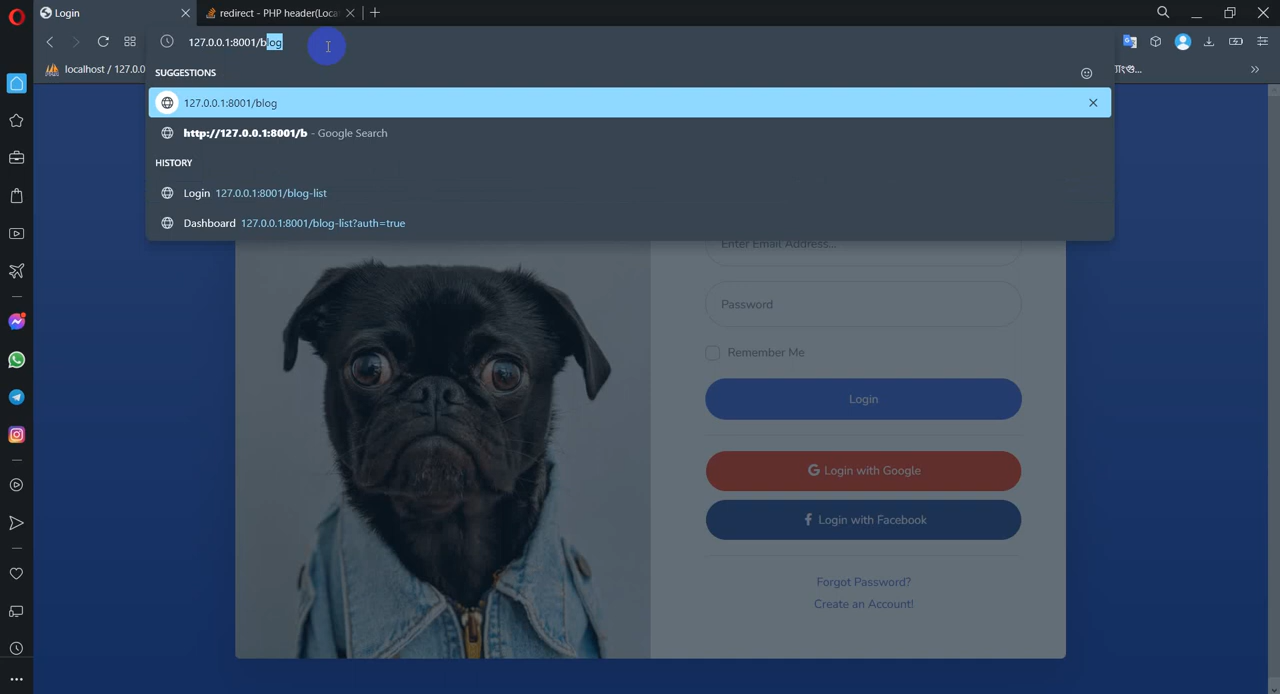 Login
redirect - PHP header(Loca
127.0.0.1:8001/blog
localhost / 127.0.0
SUGGESTIONS
127.0.0.1:8001/blog
http://127.0.0.1:8001/b - Google Search
HISTORY
Login 127.0.0.1:8001/blog-list
Dashboard 127.0.0.1:8001/blog-list?auth=true
Enter Email Address...
Password
Remember Me
Login
G Login with Google
f Login with Facebook
Forgot Password?
Create an Account!